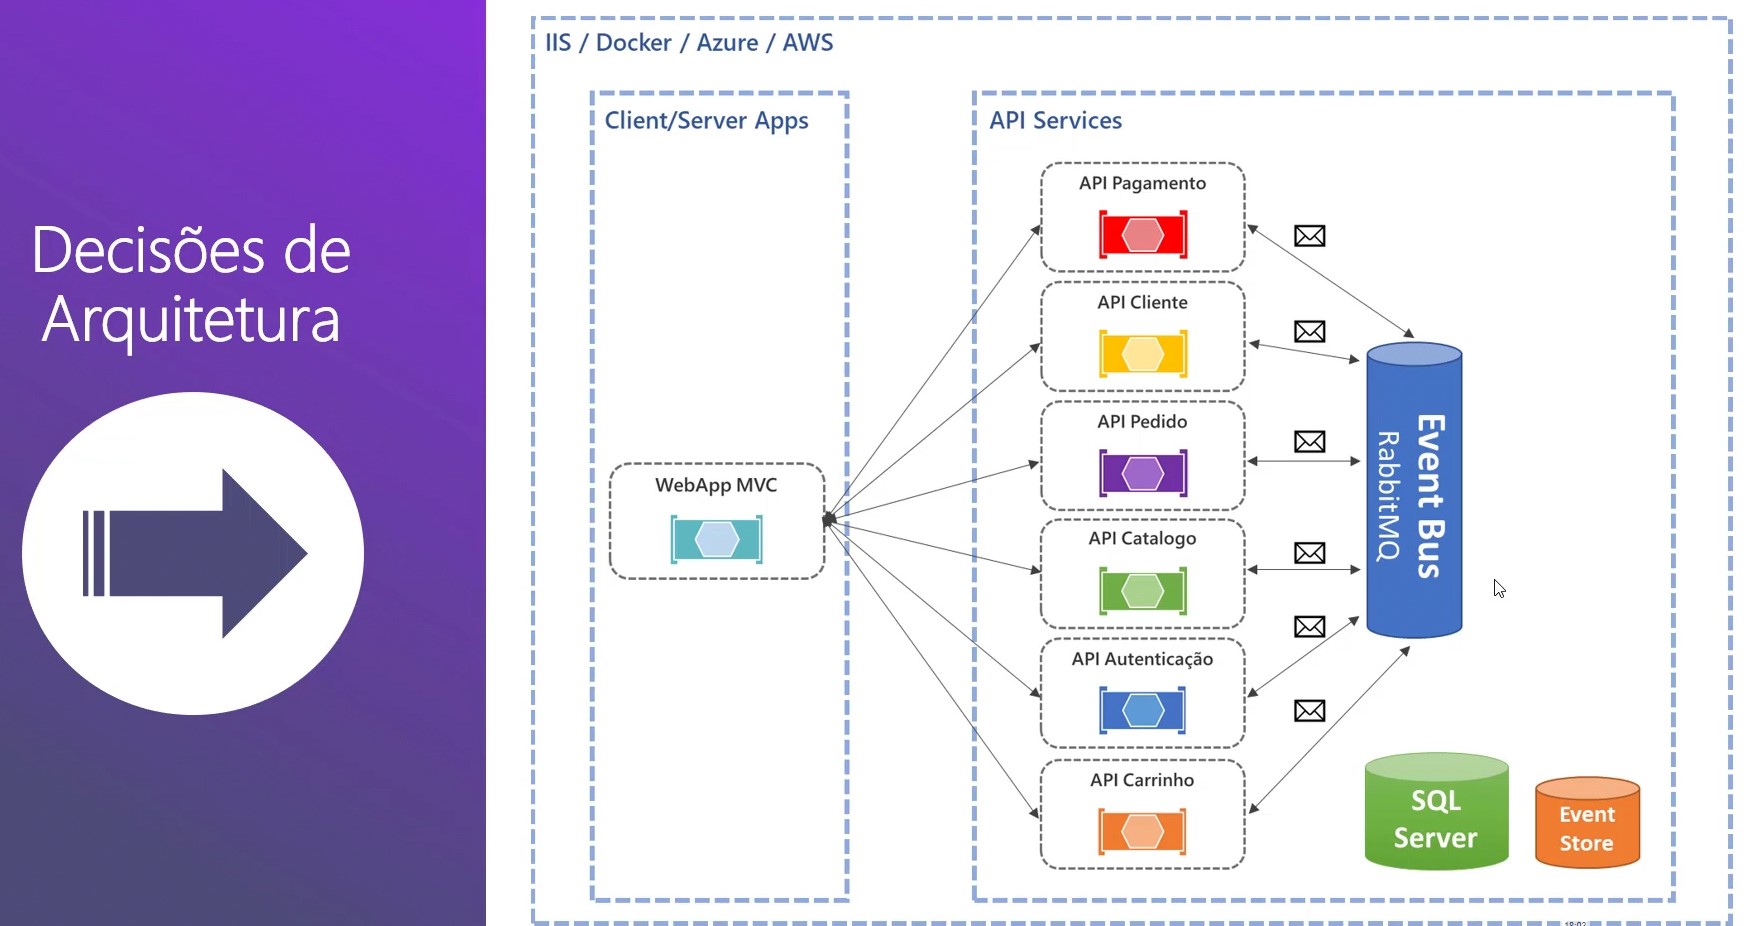 Decisões de
Arquitetura
IIS / Docker / Azure / AWS
Client/Server Apps
WebApp MVC
API Services
API Pagamento
API Cliente
API Pedido
API Catalogo
API Autenticação
API Carrinho
Event Bus
RabbitMQ
SQL
Server
Event
Store